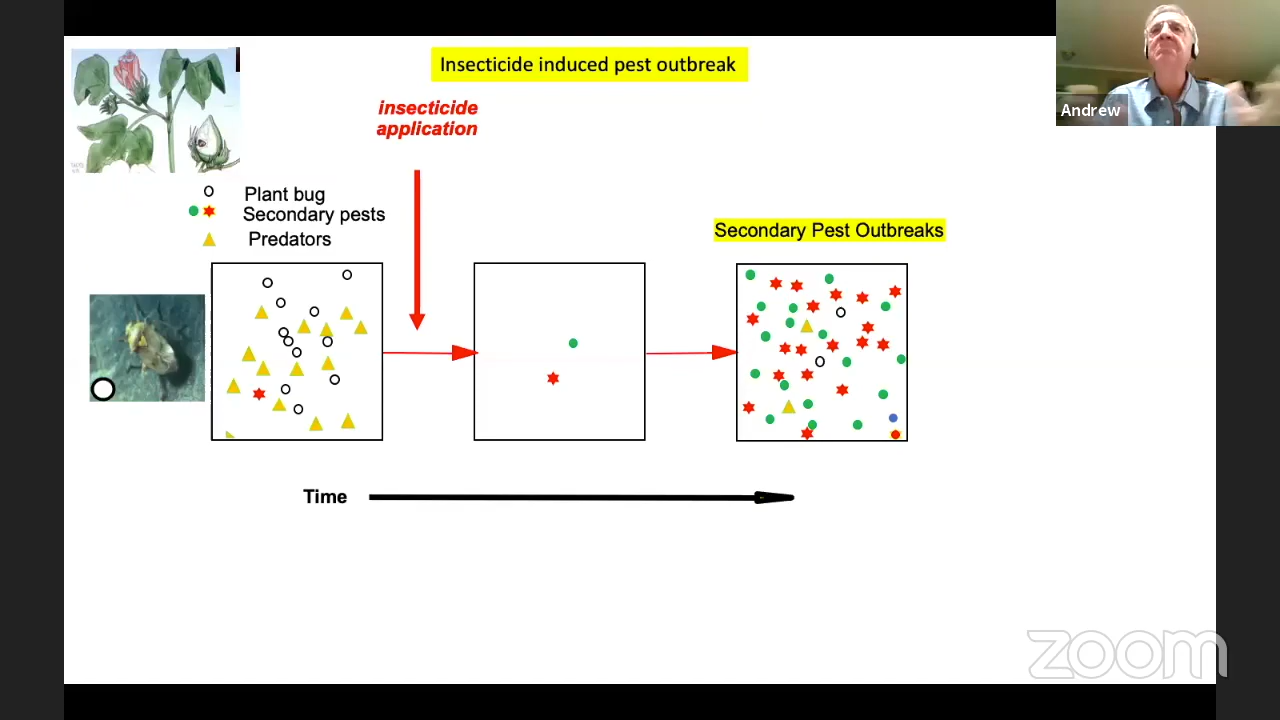 Insecticide induced pest outbreak
Andrew
insecticide
application
Plant bug
Secondary pests
Predators
Secondary Pest Outbreaks
Time
zoom